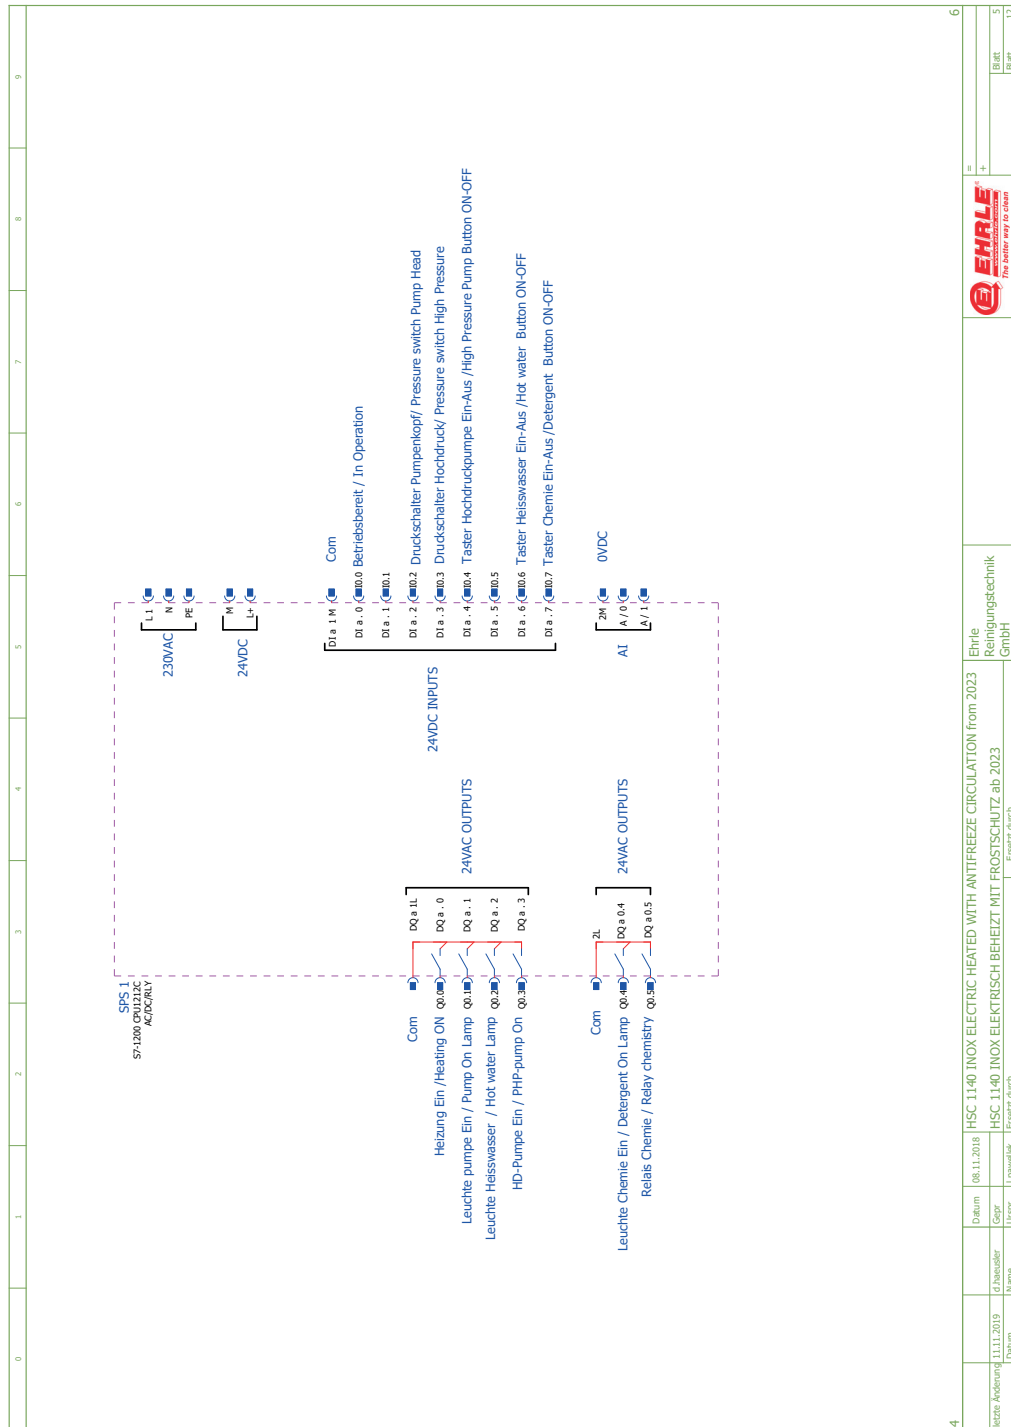 0
1
2
3
4
5
6
7
8
9
SPS 1
S7-1200 CPU1212C
AC/DC/RLY
L 1
N
PE
230VAC
M
L+
24VDC
DI a 1 M
Com
DI a . 0
I0.0
Betriebsbereit / In Operation
DI a . 1
I0.1
DI a . 2
I0.2
Druckschalter Pumpenkopf/ Pressure switch Pump Head
DI a . 3
I0.3
Druckschalter Hochdruck/ Pressure switch High Pressure
DI a . 4
I0.4
Taster Hochdruckpumpe Ein-Aus /High Pressure Pump Button ON-OFF
DI a . 5
I0.5
DI a . 6
I0.6
Taster Heisswasser Ein-Aus /Hot water Button ON-OFF
DI a . 7
I0.7
Taster Chemie Ein-Aus /Detergent Button ON-OFF
24VDC INPUTS
2M
0VDC
A / 0
A / 1
AI
Com
DQ a 1L
Heizung Ein /Heating ON
Q0.0
DQ a . 0
Leuchte pumpe Ein / Pump On Lamp
Q0.1
DQ a . 1
Leuchte Heisswasser / Hot water Lamp
Q0.2
DQ a . 2
HD-Pumpe Ein / PHP-pump On
Q0.3
DQ a . 3
24VAC OUTPUTS
Com
2L
Leuchte Chemie Ein / Detergent On Lamp
Q0.4
DQ a 0.4
Relais Chemie / Relay chemistry
Q0.5
DQ a 0.5
24VAC OUTPUTS
4
6
letzte Änderung
11.11.2019
d.haeusler
Datum
Name
Datum
08.11.2018
Gepr
Urspr
HSC 1140 INOX ELECTRIC HEATED WITH ANTIFREEZE CIRCULATION from 2023
HSC 1140 INOX ELEKTRISCH BEHEIZT MIT FROSTSCHUTZ ab 2023
Ersetzt durch
Ersetzt durch
Ehrle
Reinigungstechnik
GmbH
EHRLE
The better way to clean
=
+
Blatt
5
Blatt